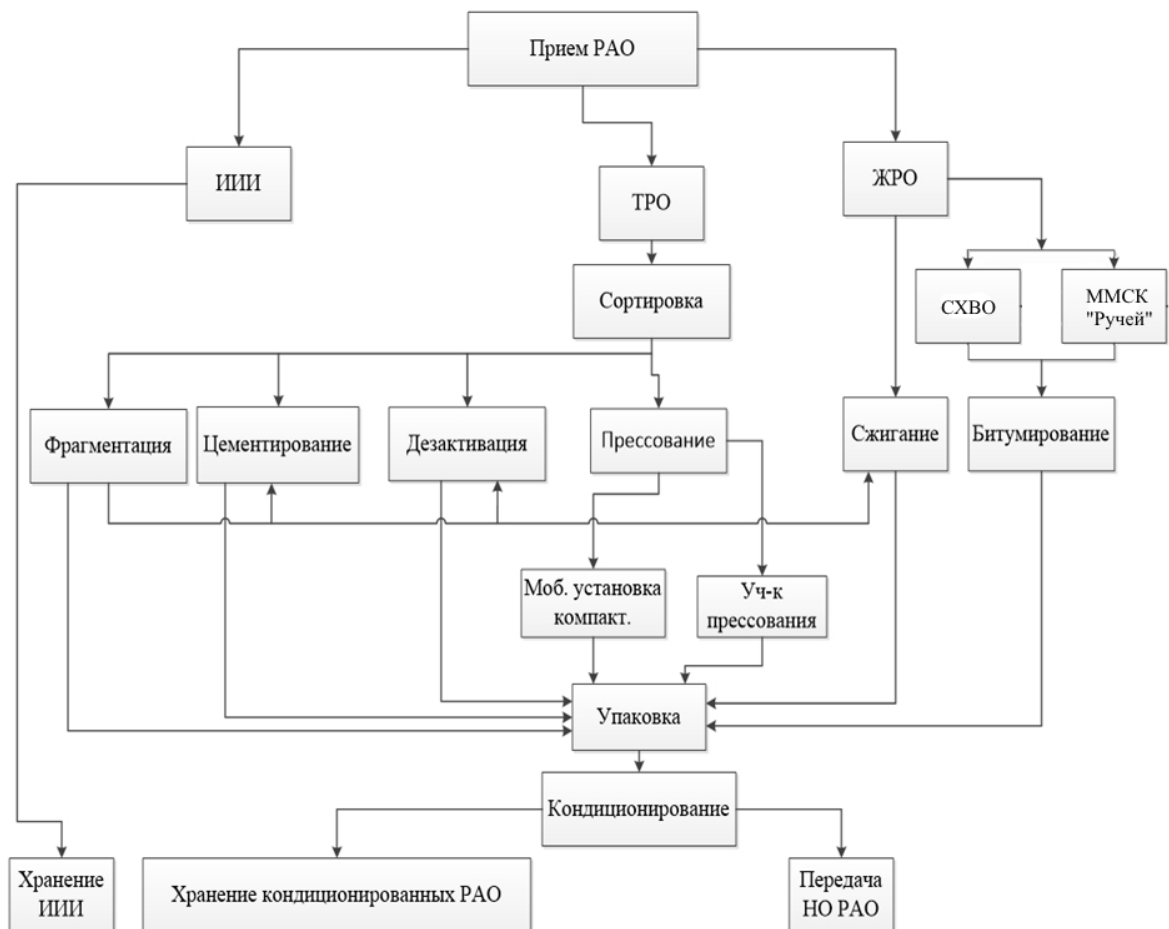 Прием РАО
ИИИ
ТРО
ЖРО
Сортировка
СХВО
ММСК
"Ручей"
Фрагментация
Цементирование
Дезактивация
Прессование
Сжигание
Битумирование
Моб. установка
компакт.
Уч-к
прессования
Упаковка
Кондиционирование
Хранение
ИИИ
Хранение кондиционированных РАО
Передача
НО РАО